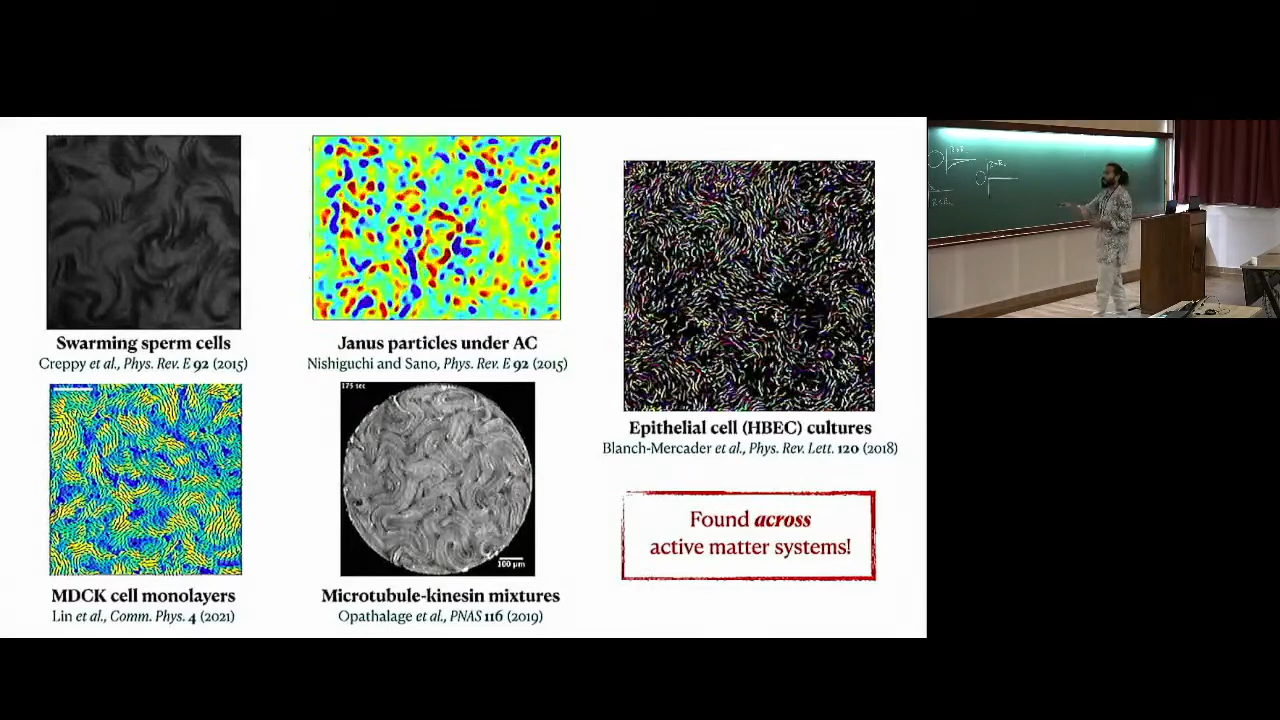 Swarming sperm cells
Creppy et al., Phys. Rev. E 92 (2015)
Janus particles under AC
Nishiguchi and Sano, Phys. Rev. E 92 (2015)
MDCK cell monolayers
Lin et al., Comm. Phys. 4 (2021)
175 sec
100 µm
Microtubule-kinesin mixtures
Opathalage et al., PNAS 116 (2019)
Epithelial cell (HBEC) cultures
Blanch-Mercader et al., Phys. Rev. Lett. 120 (2018)
Found across
active matter systems!